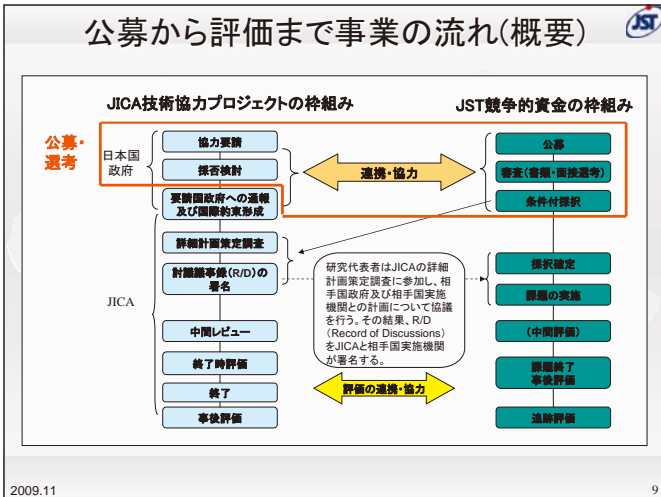 公募から評価まで事業の流れ(概要)
JST
JICA技術協力プロジェクトの枠組み
JST競争的資金の枠組み
公募・
選考
日本国
政府
協力要請
採否検討
要請国政府への通報
及び国際約束形成
連携・協力
公募
審査(書類・面接選考)
条件付採択
JICA
詳細計画策定調査
討議議事録(R/D)の
署名
中間レビュー
終了時評価
終了
事後評価
研究代表者はJICAの詳細
計画策定調査に参加し、相
手国政府及び相手国実施
機関との計画について協議
を行う。その結果、R/D
(Record of Discussions)
をJICAと相手国実施機関
が署名する。
評価の連携・協力
採択確定
課題の実施
(中間評価)
課題終了
事後評価
追跡評価
2009.11
9